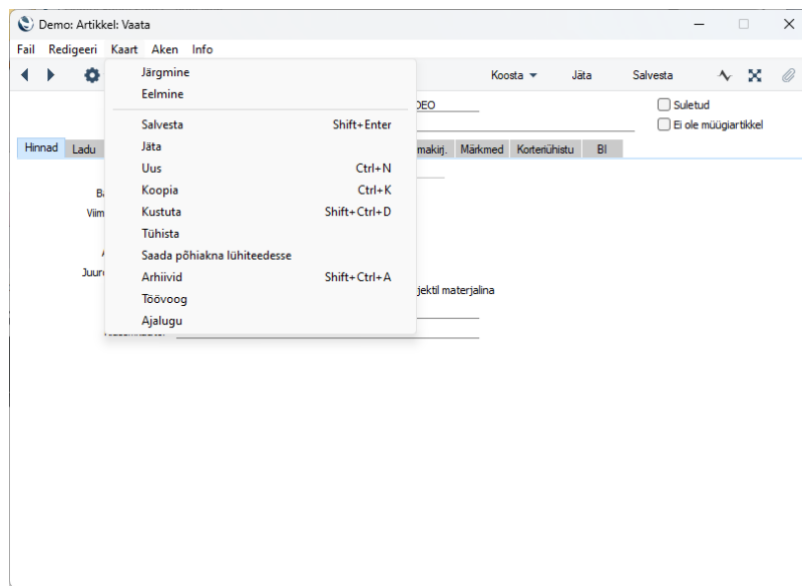 Demo: Artikkel: Vaata
Fail Redigeeri Kaart Aken Info
Koosta Jäta Salvesta
Järgmine
Eelmine
Salvesta Shift+Enter
Jäta
Uus Ctrl+N
Koopia Ctrl+K
Kustuta Shift+Ctrl+D
Tühista
Saada põhiakna lühiteedesse
Arhiivid Shift+Ctrl+A
Töövoog
Ajalugu
Suletud
Ei ole müügiartikkel
Hinnad Ladu makirj. Märkmed Korteriühistu BI
Viim
jektil materjalina